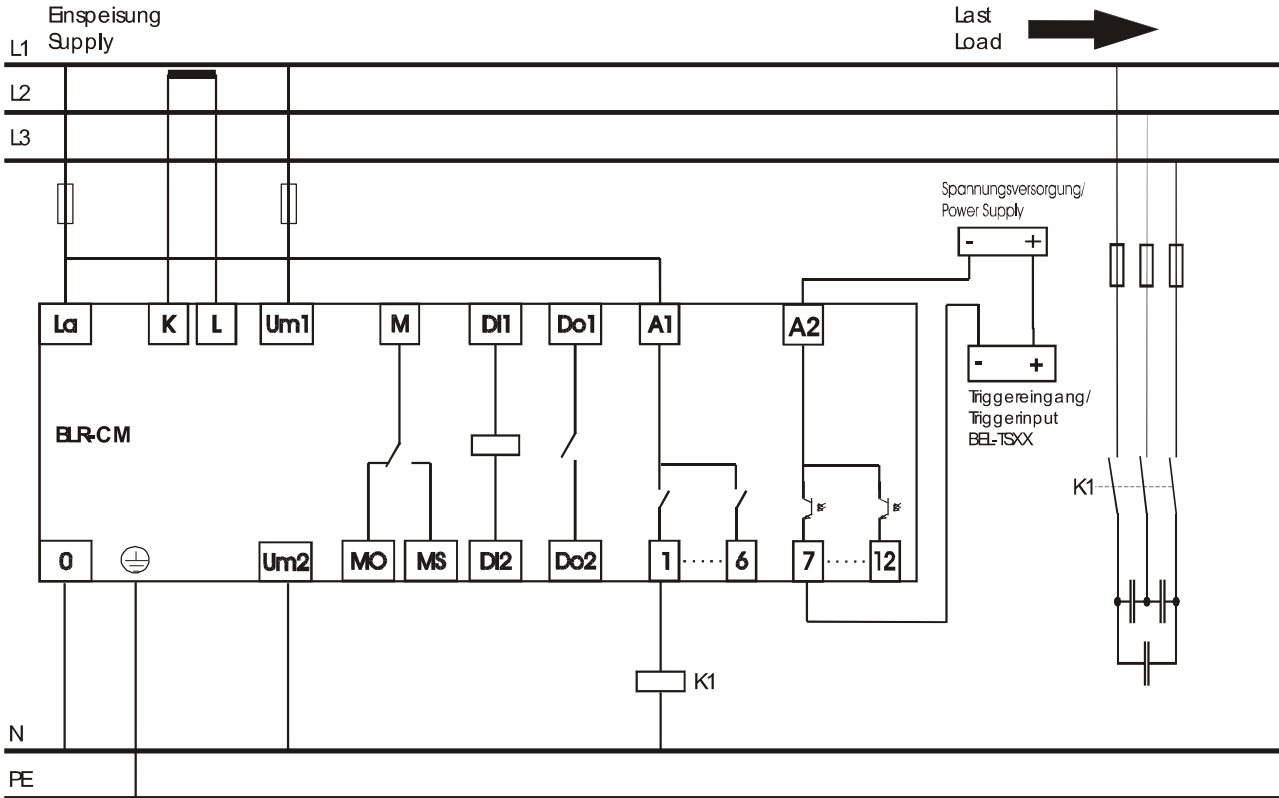 Einspeisung
Supply
Last
Load
L1
L2
L3
Spannungsversorgung/
Power Supply
- +
La K L Um1 M DI1 Do1 A1 A2
- +
Triggereingang/
Triggerinput
BEL-TSXX
BLR-CM
K1
0 Um2 MO MS DI2 Do2 1 ...... 6 7 ...... 12
K1
N
PE